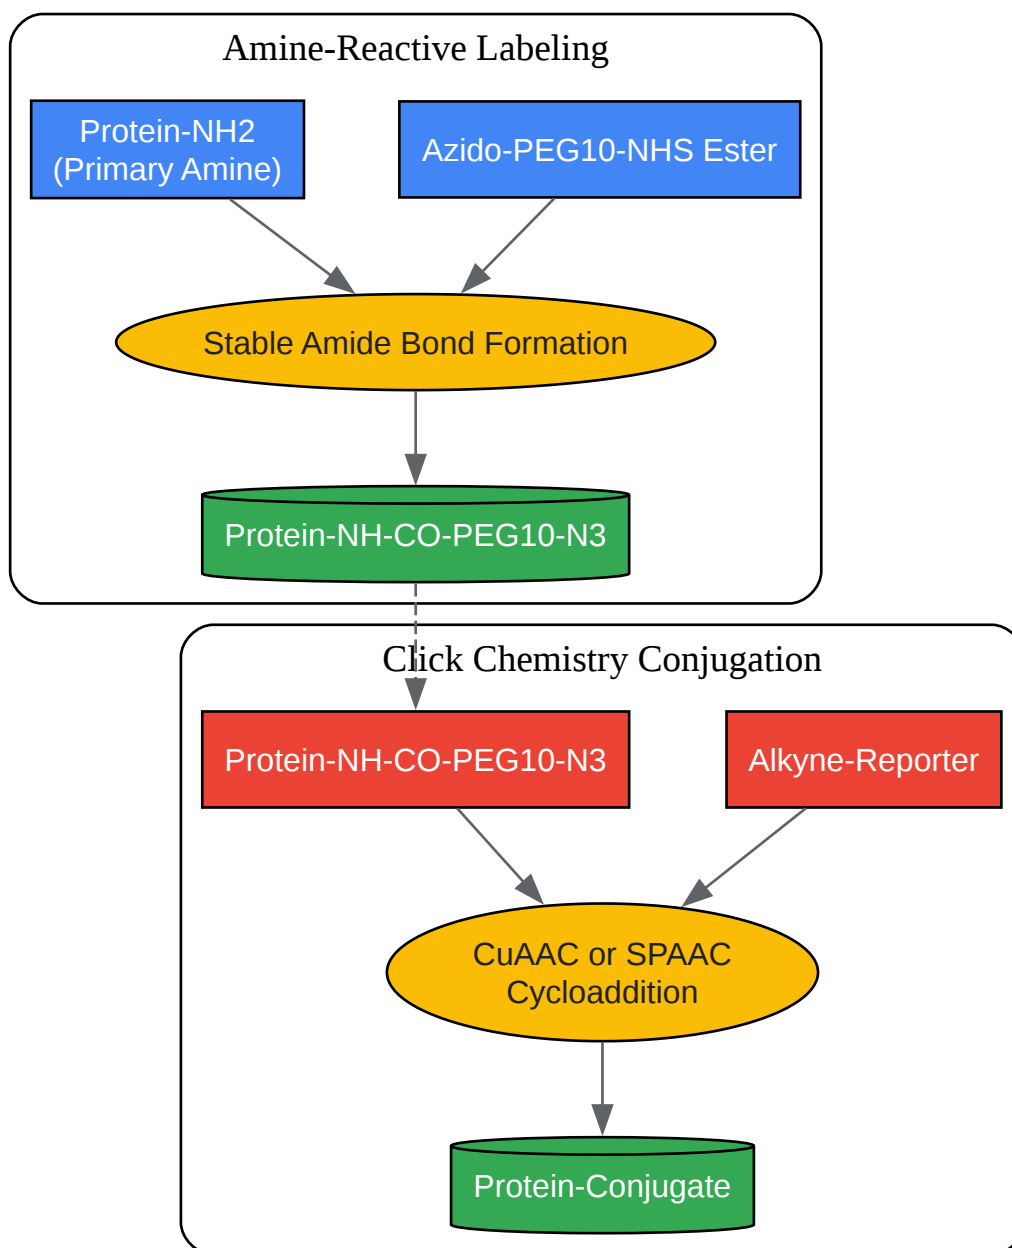 Amine-Reactive Labeling
Protein-NH2
(Primary Amine)
Azido-PEG10-NHS Ester
Stable Amide Bond Formation
Protein-NH-CO-PEG10-N3
Click Chemistry Conjugation
Protein-NH-CO-PEG10-N3
Alkyne-Reporter
CuAAC or SPAAC
Cycloaddition
Protein-Conjugate